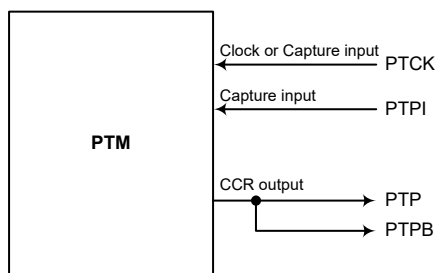 Clock or Capture input
PTCK
Capture input
PTPI
PTM
CCR output
PTP
PTPB